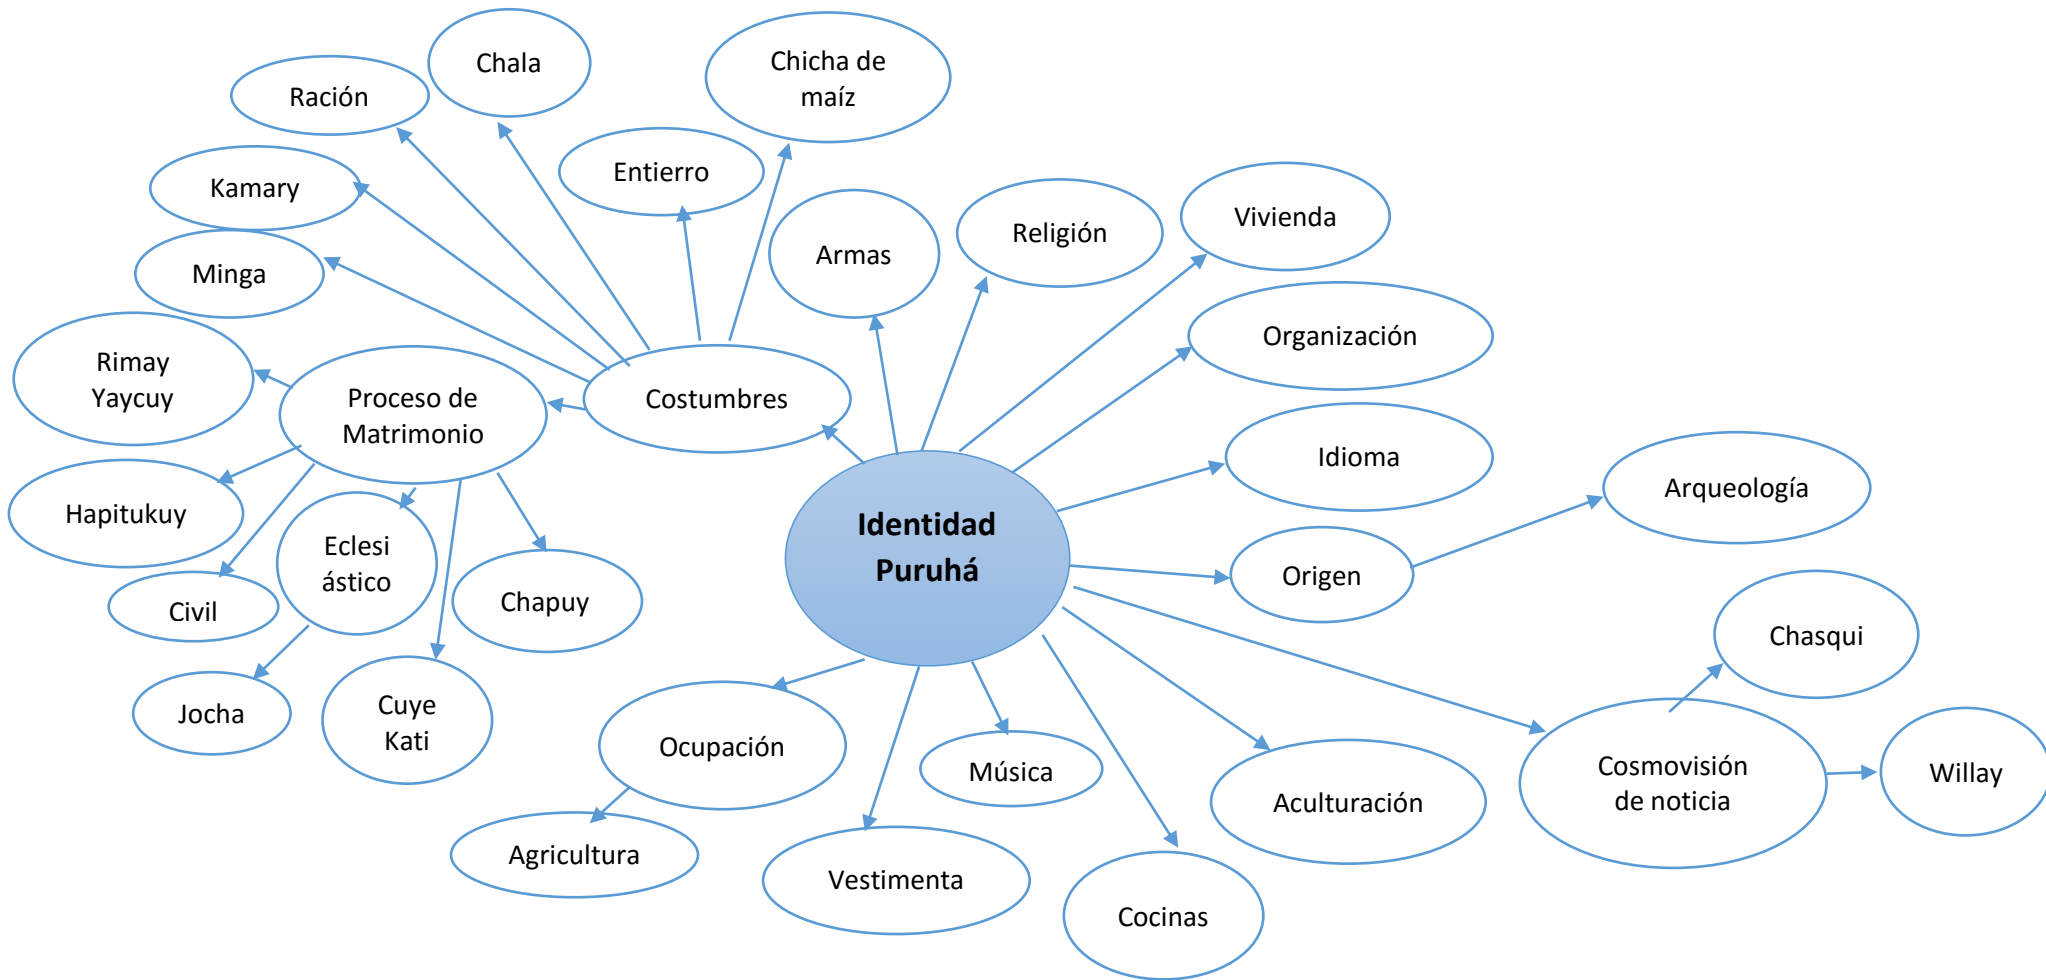 Chala
Chicha de
maíz
Ración
Entierro
Kamary
Armas
Religión
Vivienda
Minga
Organización
Rimay
Yaycuy
Proceso de
Matrimonio
Costumbres
Idioma
Arqueología
Hapitukuy
Eclesi
ástico
Identidad
Puruhá
Origen
Civil
Chapuy
Chasqui
Jocha
Cuye
Kati
Ocupación
Música
Aculturación
Cosmovisión
de noticia
Willay
Agricultura
Vestimenta
Cocinas